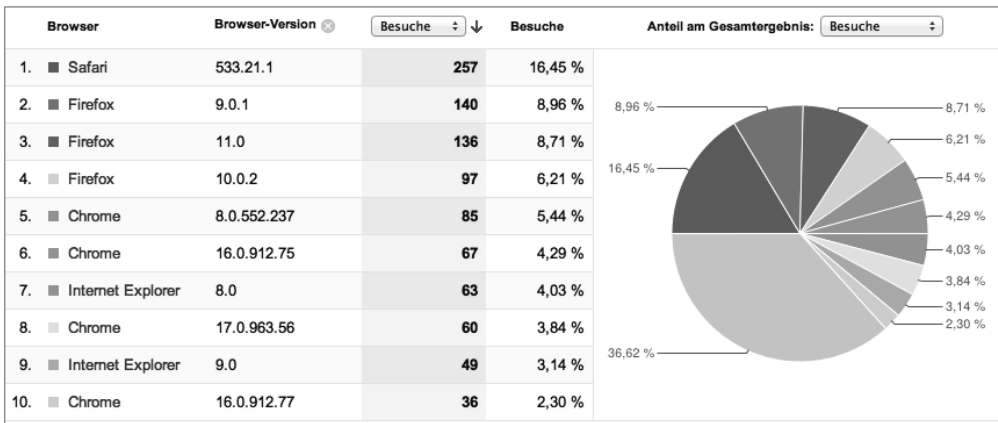 Browser Browser-Version Besuche Besuche Anteil am Gesamtergebnis: Besuche
1. Safari 533.21.1 257 16,45 %
2. Firefox 9.0.1 140 8,96 %
3. Firefox 11.0 136 8,71 %
4. Firefox 10.0.2 97 6,21 %
5. Chrome 8.0.552.237 85 5,44 %
6. Chrome 16.0.912.75 67 4,29 %
7. Internet Explorer 8.0 63 4,03 %
8. Chrome 17.0.963.56 60 3,84 %
9. Internet Explorer 9.0 49 3,14 %
10. Chrome 16.0.912.77 36 2,30 %
8,96 %
8,71 %
6,21 %
16,45 %
5,44 %
4,29 %
4,03 %
3,84 %
3,14 %
2,30 %
36,62 %